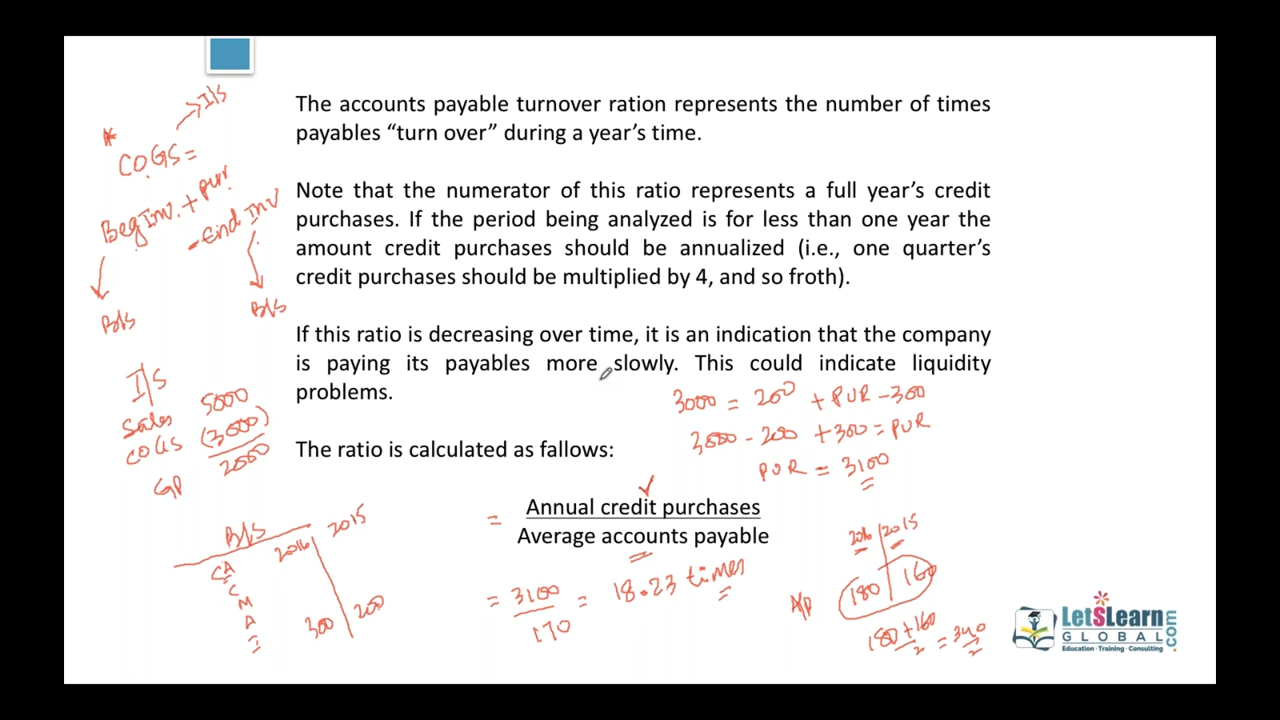 The accounts payable turnover ration represents the number of times
payables “turn over” during a year’s time.
Note that the numerator of this ratio represents a full year’s credit
purchases. If the period being analyzed is for less than one year the
amount credit purchases should be annualized (i.e., one quarter’s
credit purchases should be multiplied by 4, and so froth).
If this ratio is decreasing over time, it is an indication that the company
is paying its payables more slowly. This could indicate liquidity
problems.
The ratio is calculated as fallows:
= Annual credit purchases
Average accounts payable
= 3100 = 18.23 times
170
→ I/S
* COGS =
Beg Inv. + Pur
- End Inv
B/S
B/S
I/S
Sales 5000
COGS (3000)
GP 2000
B/S
2016 2015
CA
C
M
A
I 300 200
3000 = 200 + PUR - 300
3000 - 200 + 300 = PUR
PUR = 3100
2016 2015
A/P 180 160
180+160 = 340
2 2
LetSLearn
GLOBAL
.com
Education · Training · Consulting